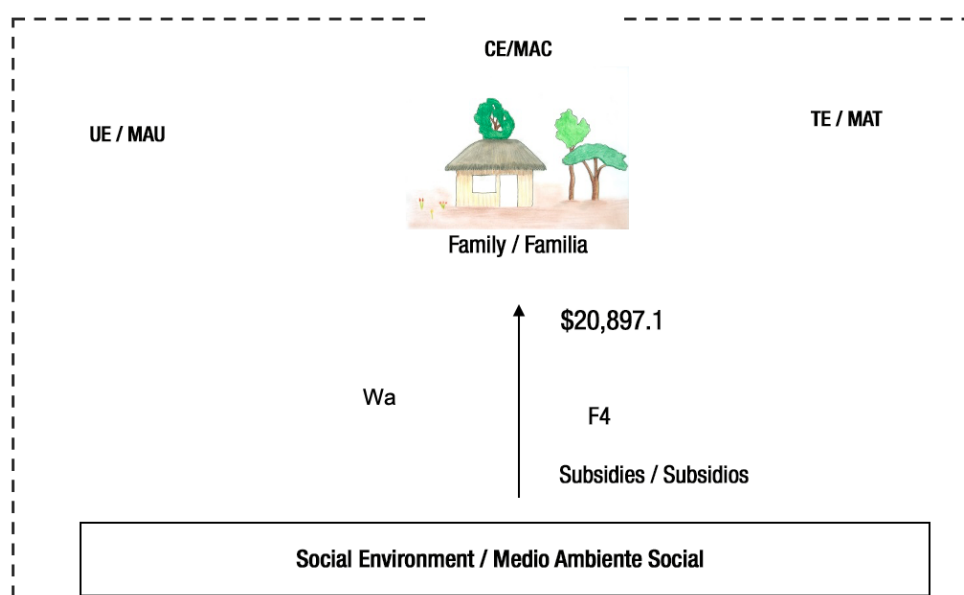 CE/MAC
UE / MAU
TE / MAT
Family / Familia
$20,897.1
Wa
F4
Subsidies / Subsidios
Social Environment / Medio Ambiente Social